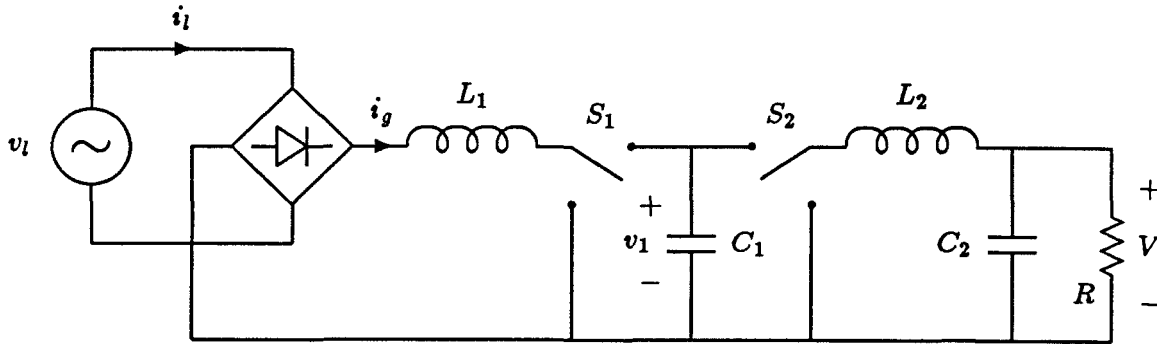 i_l
v_l
i_g
L_1
S_1
S_2
L_2
+
v_1
−
C_1
C_2
R
+
V
−